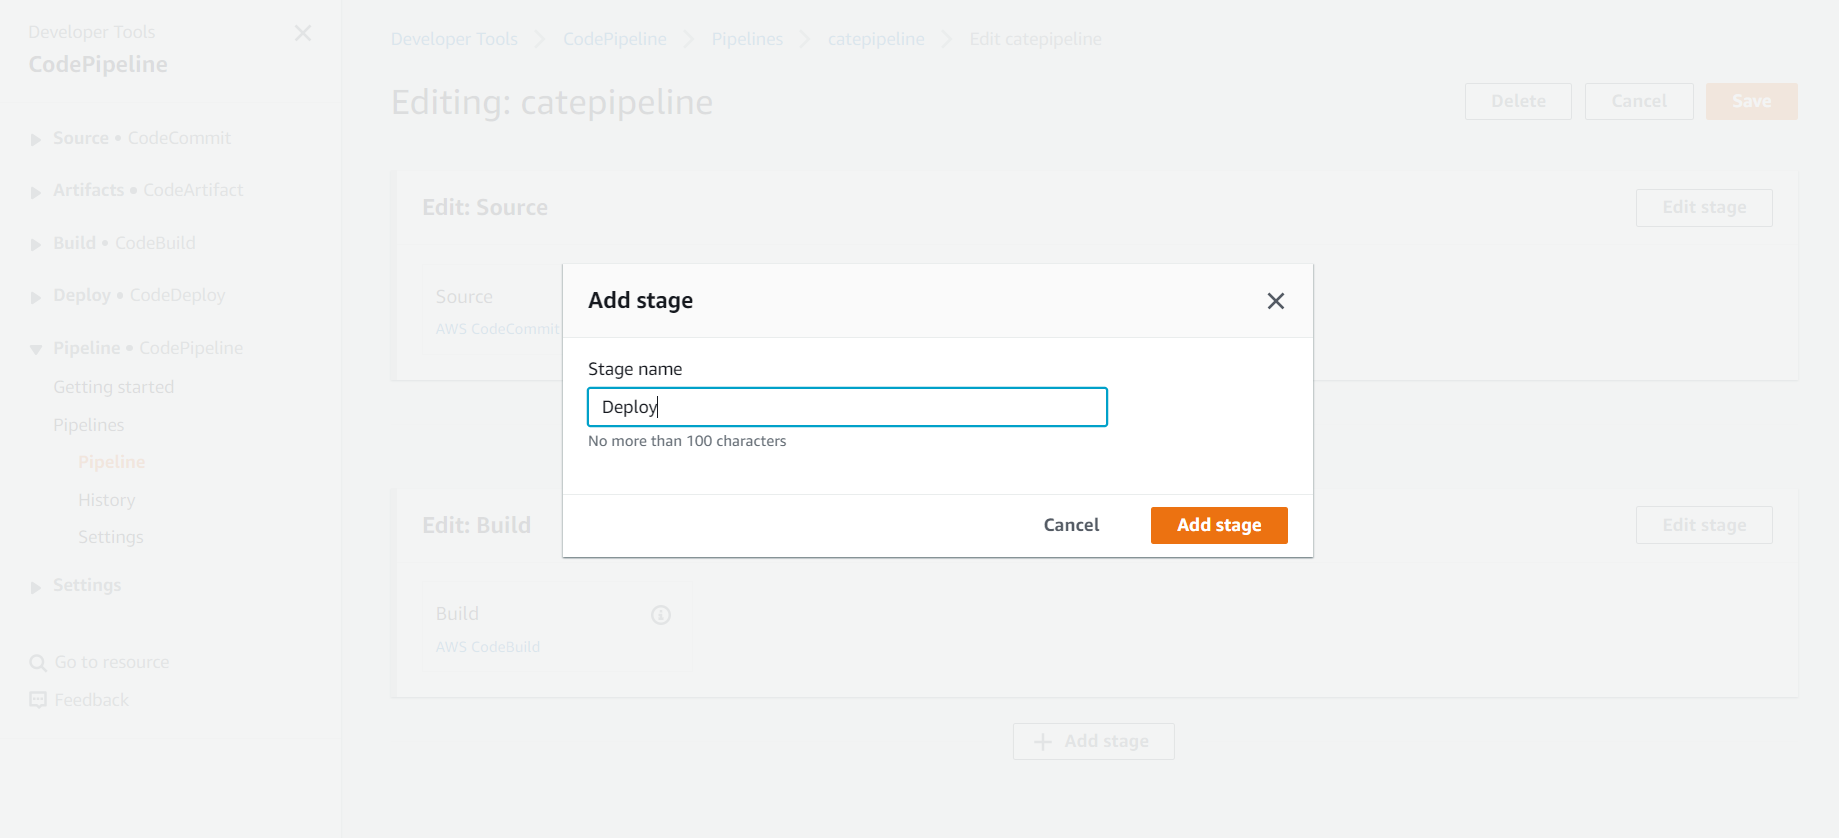 Developer Tools
CodePipeline
Source • CodeCommit
Artifacts • CodeArtifact
Build • CodeBuild
Deploy • CodeDeploy
Pipeline • CodePipeline
Getting started
Pipelines
Pipeline
History
Settings
Settings
Go to resource
Feedback
Developer Tools
CodePipeline
Pipelines
catepipeline
Edit catepipeline
Editing: catepipeline
Delete
Cancel
Save
Edit: Source
Edit stage
Source
AWS CodeCommit
Add stage
Stage name
Deploy
No more than 100 characters
Cancel
Add stage
Edit: Build
Edit stage
Build
AWS CodeBuild
Add stage